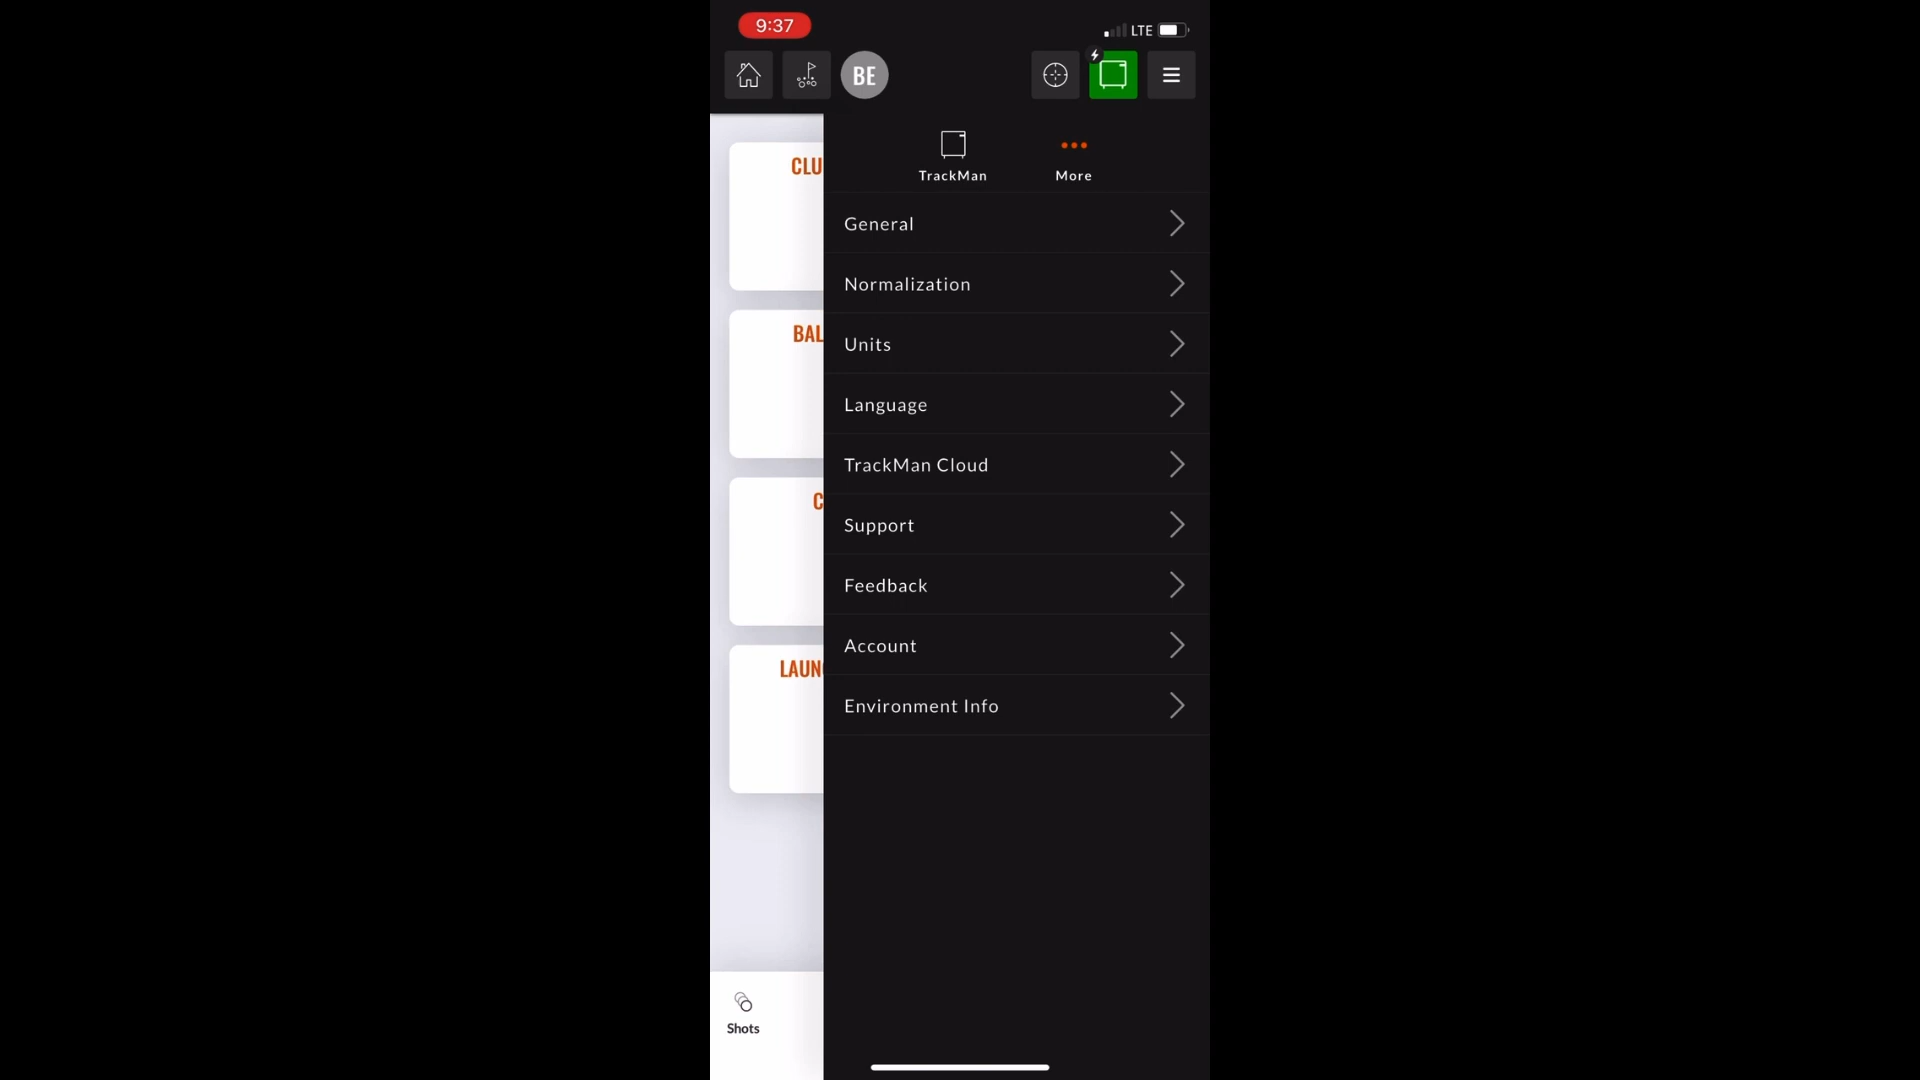 9:37
LTE
BE
TrackMan
More
CLU
General
Normalization
BAL
Units
Language
TrackMan Cloud
C
Support
Feedback
Account
LAUN
Environment Info
Shots